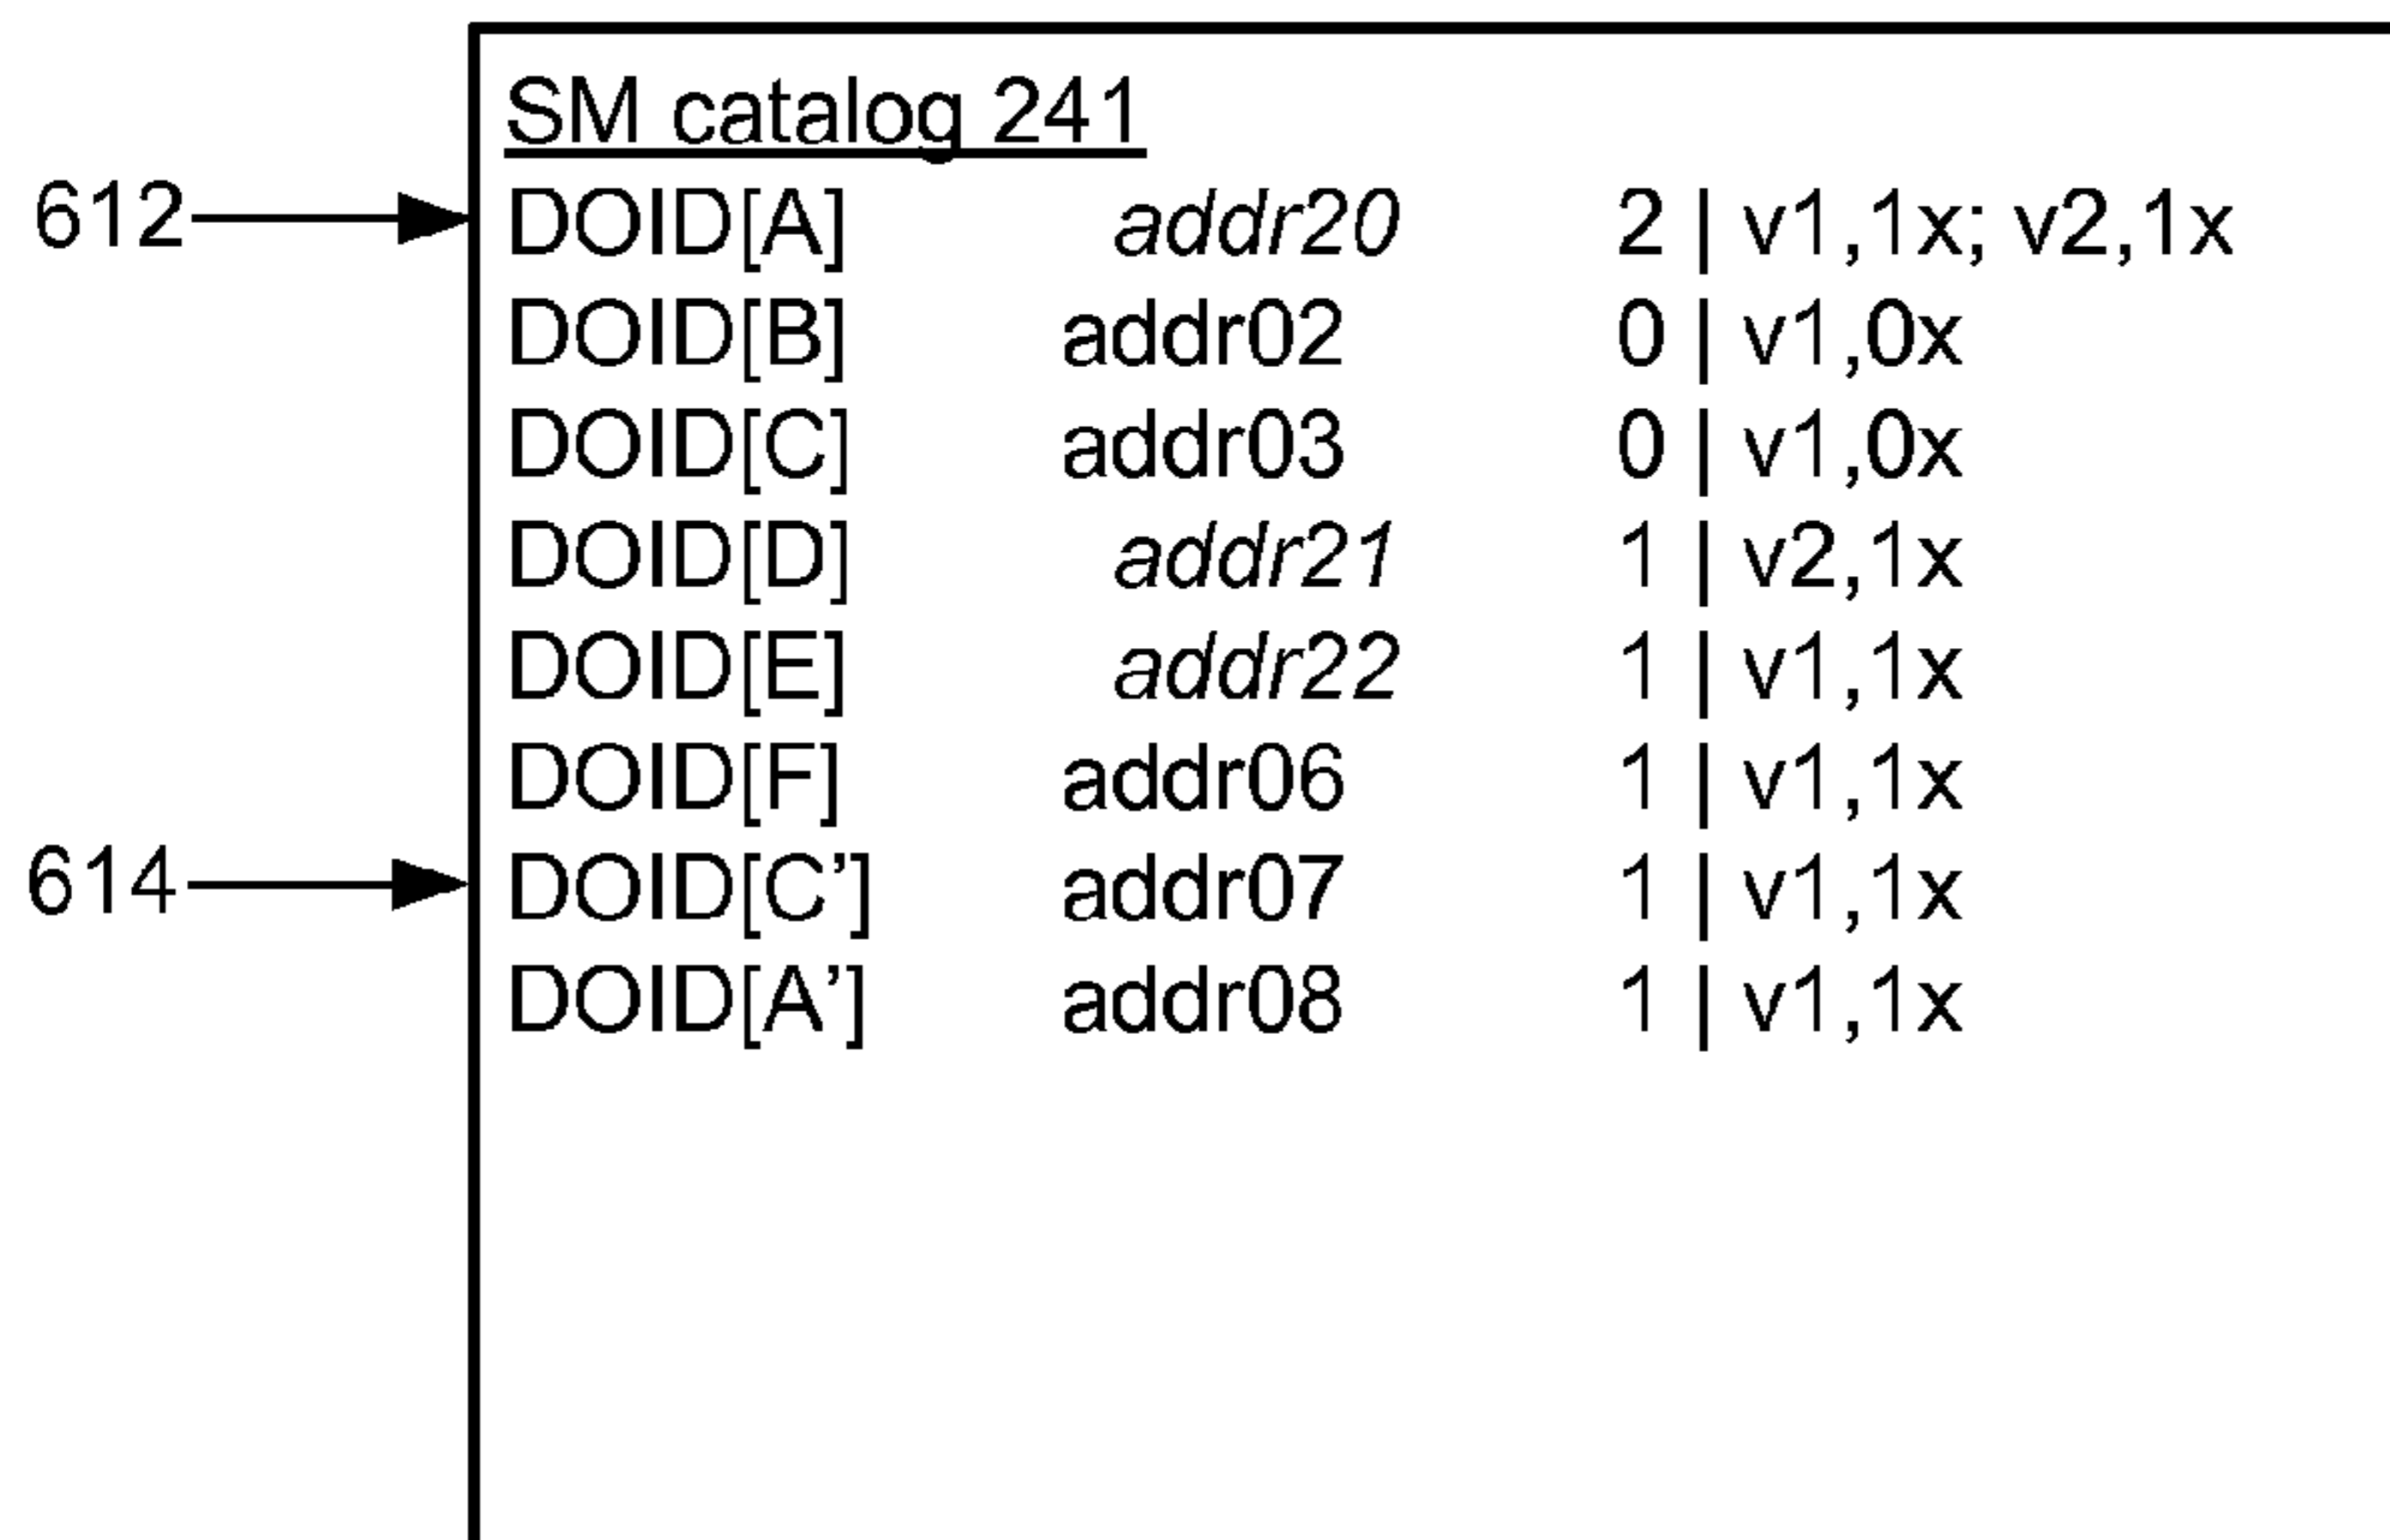 SM catalog 241
612 DOID[A] addr20 2 | v1,1x; v2,1x
DOID[B] addr02 0 | v1,0x
DOID[C] addr03 0 | v1,0x
DOID[D] addr21 1 | v2,1x
DOID[E] addr22 1 | v1,1x
DOID[F] addr06 1 | v1,1x
614 DOID[C’] addr07 1 | v1,1x
DOID[A’] addr08 1 | v1,1x